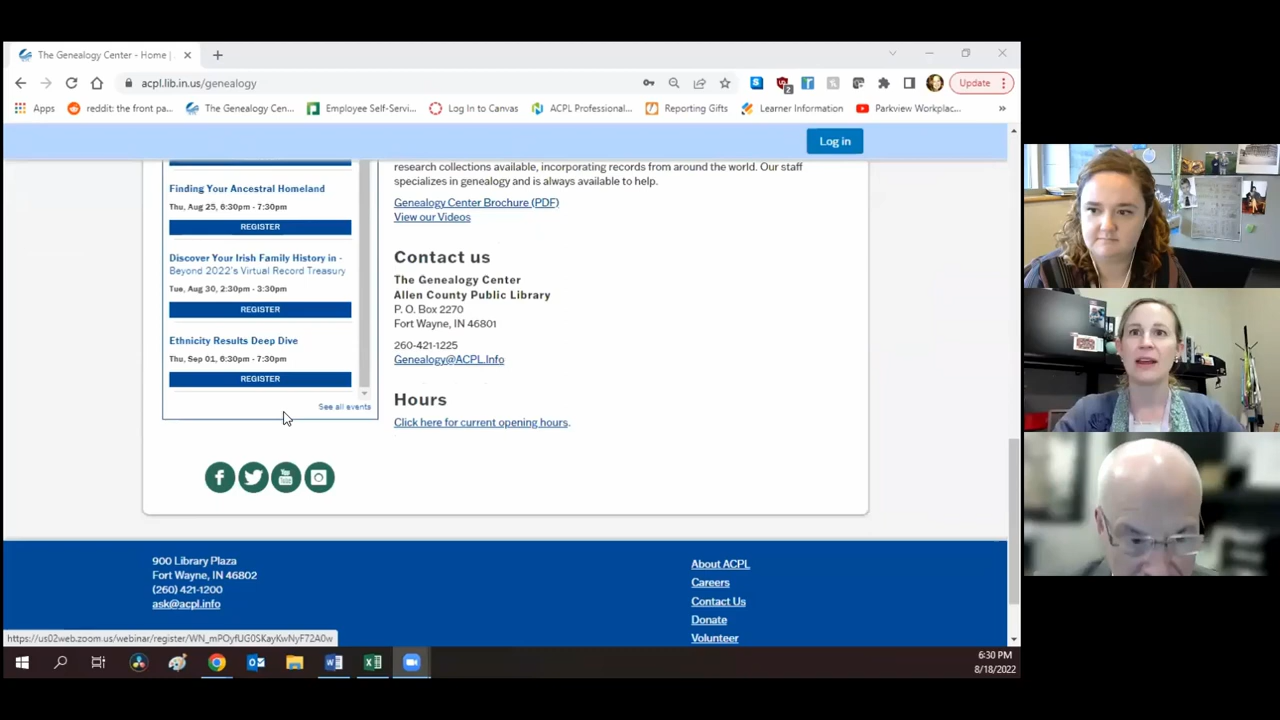 The Genealogy Center - Home |
acpl.lib.in.us/genealogy
Update
Apps
reddit: the front pa...
The Genealogy Cen...
Employee Self-Servi...
Log In to Canvas
ACPL Professional...
Reporting Gifts
Learner Information
Parkview Workplac...
»
Log in
Finding Your Ancestral Homeland
Thu, Aug 25, 6:30pm - 7:30pm
REGISTER
Discover Your Irish Family History in -
Beyond 2022's Virtual Record Treasury
Tue, Aug 30, 2:30pm - 3:30pm
REGISTER
Ethnicity Results Deep Dive
Thu, Sep 01, 6:30pm - 7:30pm
REGISTER
See all events
research collections available, incorporating records from around the world. Our staff
specializes in genealogy and is always available to help.
Genealogy Center Brochure (PDF)
View our Videos
Contact us
The Genealogy Center
Allen County Public Library
P. O. Box 2270
Fort Wayne, IN 46801
260-421-1225
Genealogy@ACPL.Info
Hours
Click here for current opening hours.
You
Tube
900 Library Plaza
Fort Wayne, IN 46802
(260) 421-1200
ask@acpl.info
About ACPL
Careers
Contact Us
Donate
Volunteer
https://us02web.zoom.us/webinar/register/WN_mPOyfUG0SKayKwNyF72A0w
6:30 PM
8/18/2022